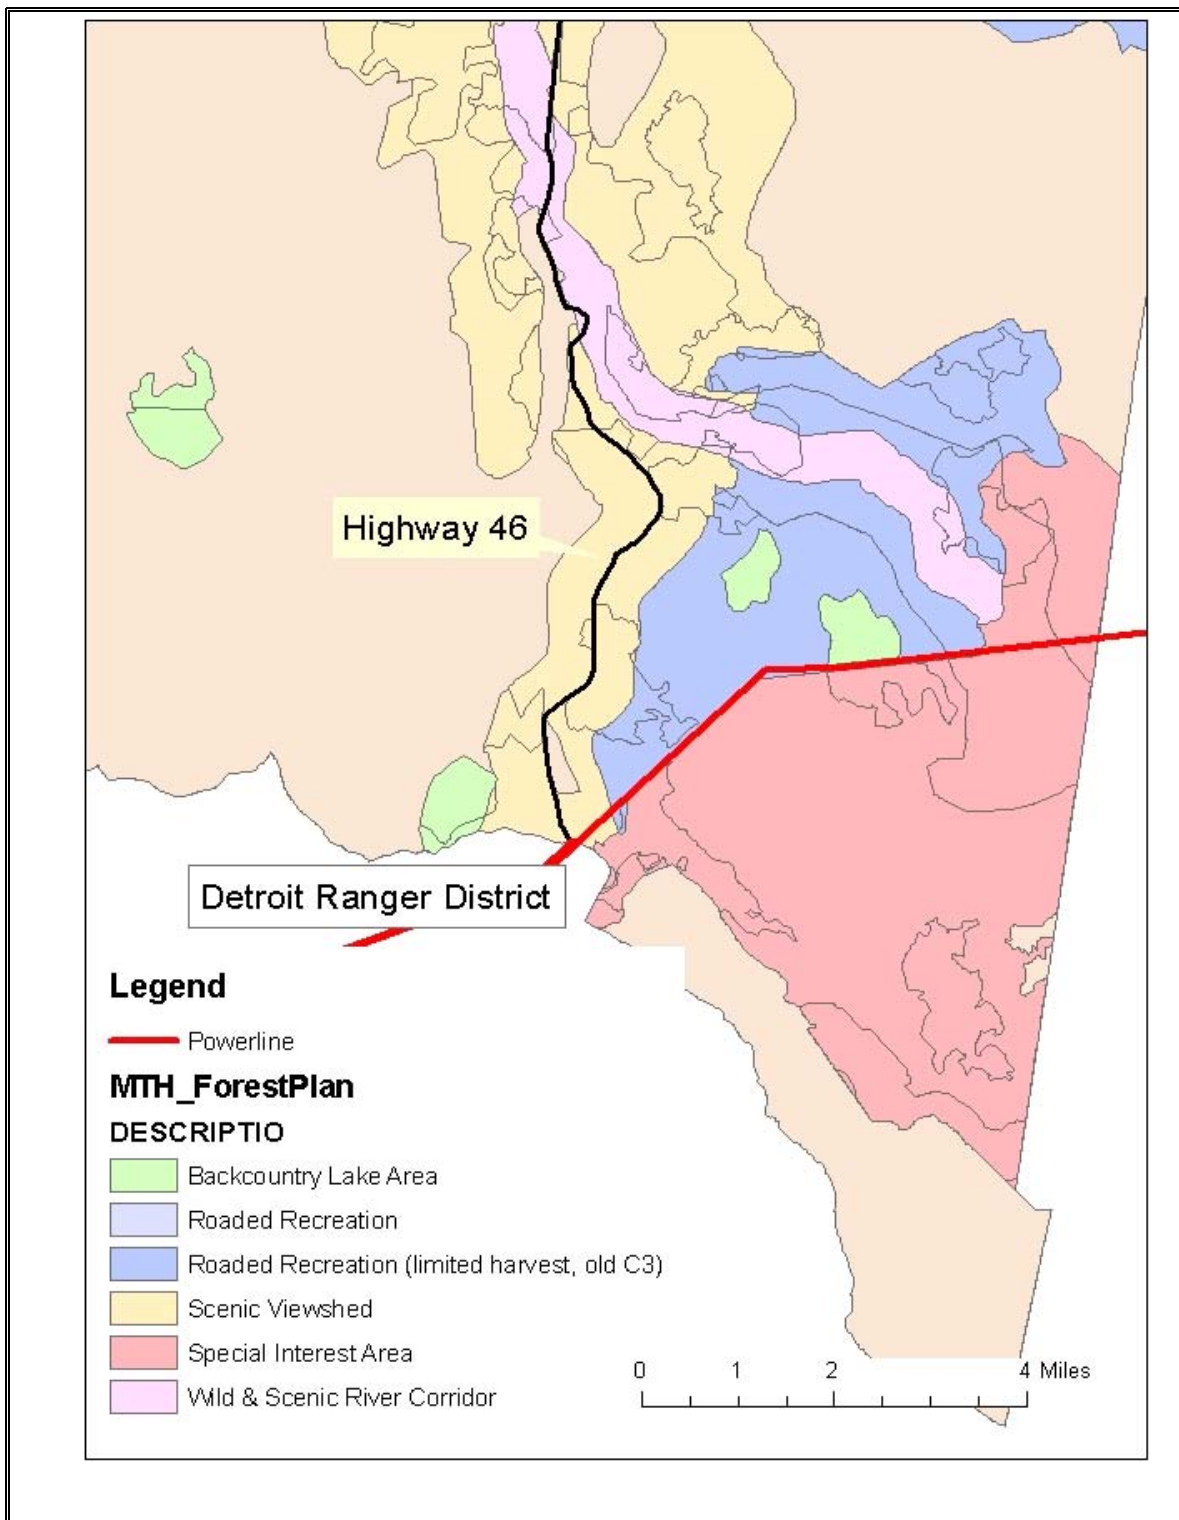 Highway 46
Detroit Ranger District
Legend
Powerline
MTH_ForestPlan
DESCRIPTIO
Backcountry Lake Area
Roaded Recreation
Roaded Recreation (limited harvest, old C3)
Scenic Viewshed
Special Interest Area
Wild & Scenic River Corridor
0 1 2 4 Miles